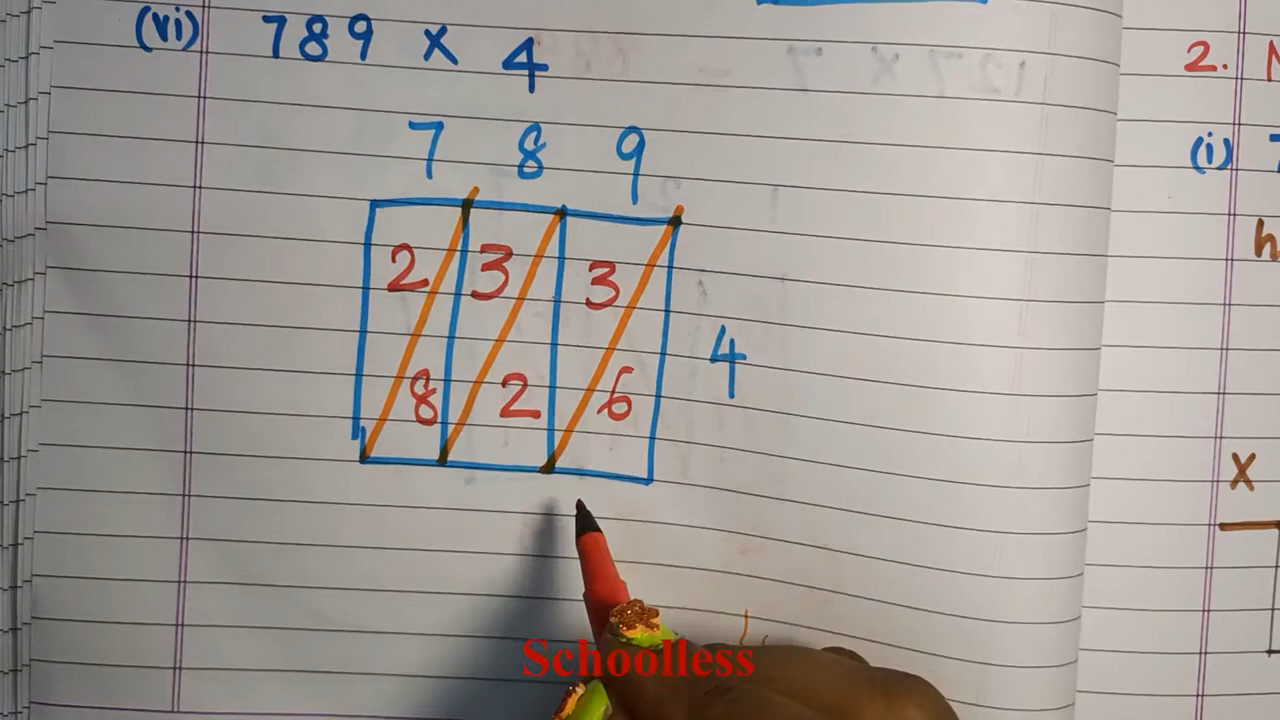 (vi) 789 × 4
7 8 9
2 3 3
4
8 2 6
2.
(i)
h
x
Schoolless